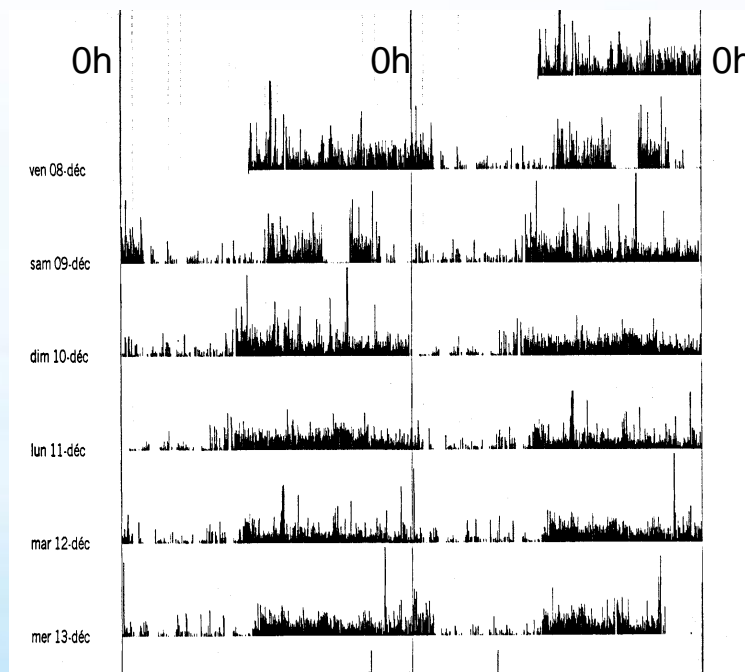 0h 0h 0h
ven 08-déc
sam 09-déc
dim 10-déc
lun 11-déc
mar 12-déc
mer 13-déc